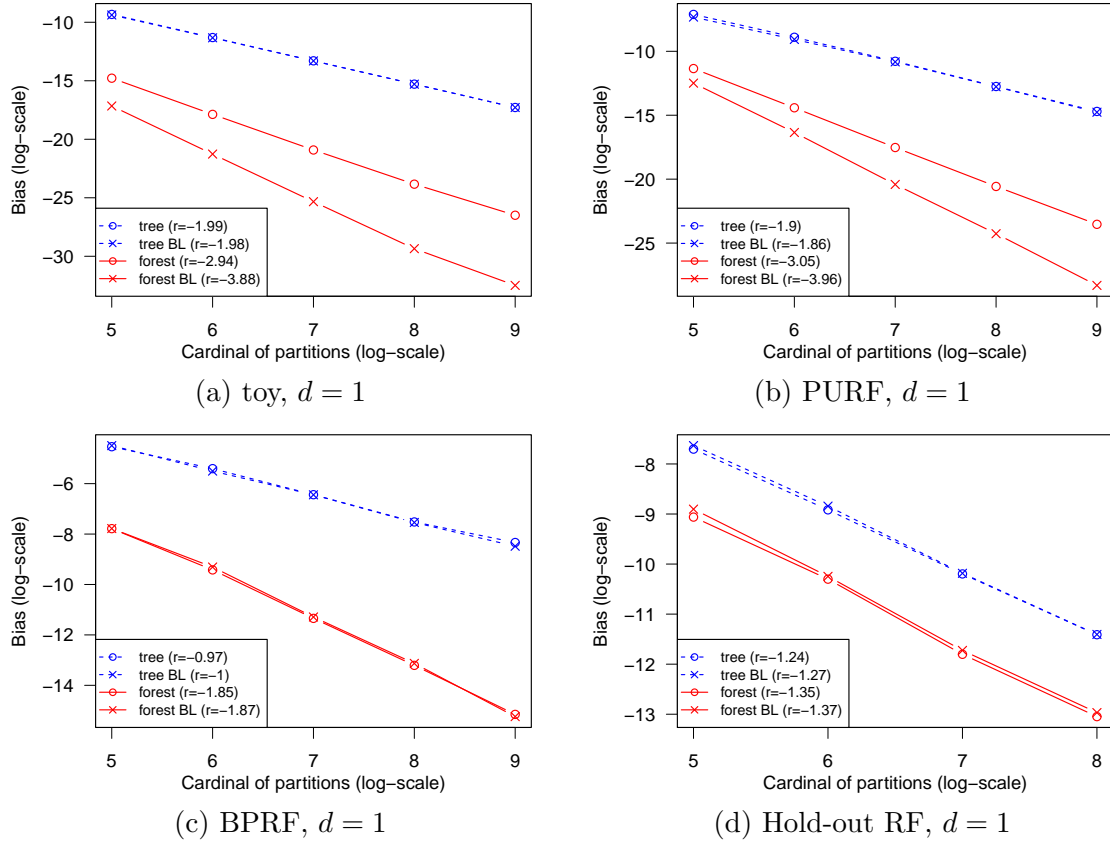 −10
−15
−20
−25
−30
Bias (log−scale)
tree (r=−1.99)
tree BL (r=−1.98)
forest (r=−2.94)
forest BL (r=−3.88)
5 6 7 8 9
Cardinal of partitions (log−scale)
(a) toy, d = 1
−10
−15
−20
−25
Bias (log−scale)
tree (r=−1.9)
tree BL (r=−1.86)
forest (r=−3.05)
forest BL (r=−3.96)
5 6 7 8 9
Cardinal of partitions (log−scale)
(b) PURF, d = 1
−6
−8
−10
−12
−14
Bias (log−scale)
tree (r=−0.97)
tree BL (r=−1)
forest (r=−1.85)
forest BL (r=−1.87)
5 6 7 8 9
Cardinal of partitions (log−scale)
(c) BPRF, d = 1
−8
−9
−10
−11
−12
−13
Bias (log−scale)
tree (r=−1.24)
tree BL (r=−1.27)
forest (r=−1.35)
forest BL (r=−1.37)
5 6 7 8
Cardinal of partitions (log−scale)
(d) Hold-out RF, d = 1